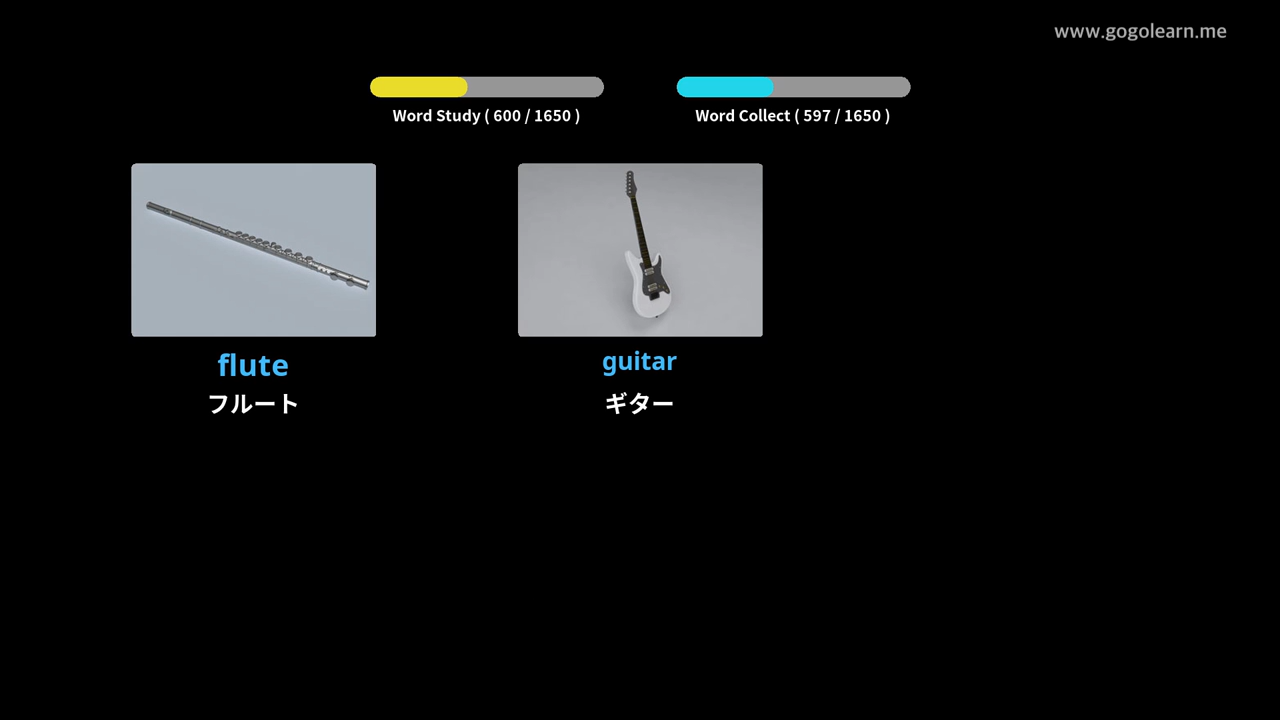 www.gogolearn.me
Word Study ( 600 / 1650 )
Word Collect ( 597 / 1650 )
flute
guitar
フルート
ギター